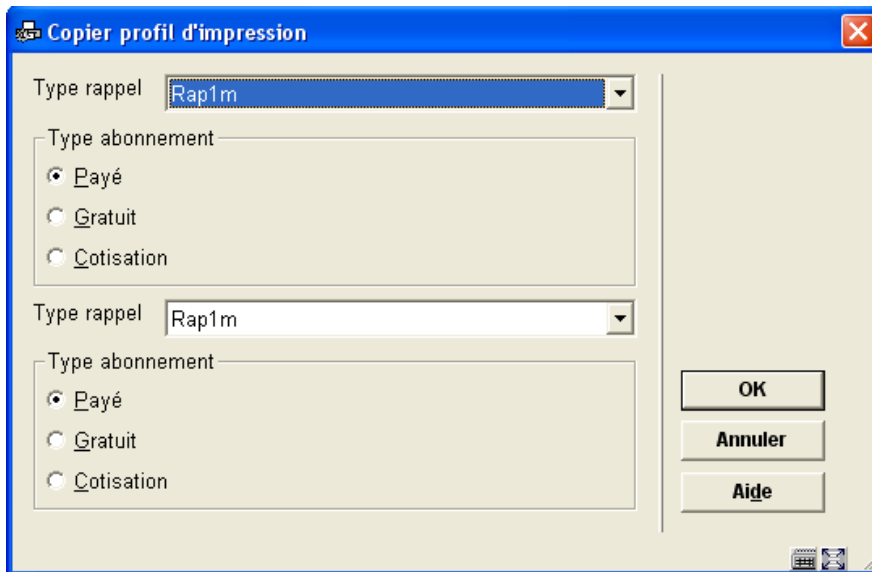 Copier profil d'impression
Type rappel Rap1m
Type abonnement
Payé
Gratuit
Cotisation
Type rappel Rap1m
Type abonnement
Payé
Gratuit
Cotisation
OK
Annuler
Aide